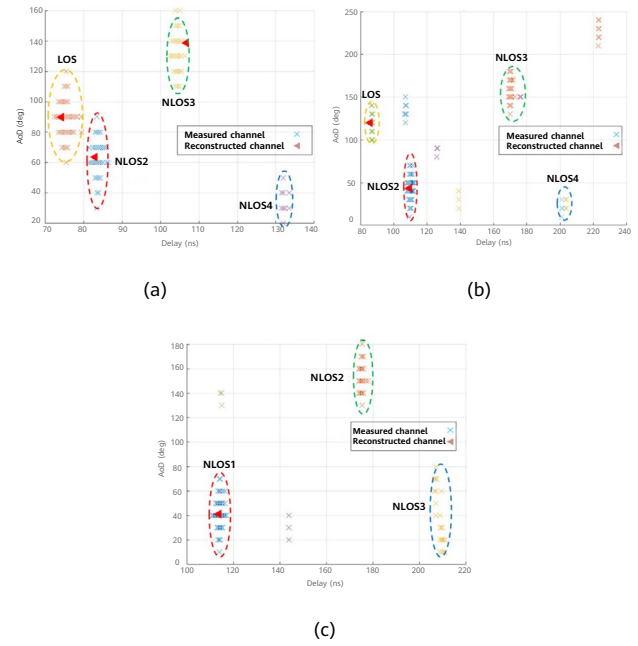 160
140
120
100
80
60
40
20
70
80
90
100
110
120
130
140
AoD (deg)
Delay (ns)
LOS
NLOS3
NLOS2
NLOS4
Measured channel
Reconstructed channel
(a)
250
200
150
100
50
0
80
100
120
140
160
180
200
220
240
AoD (deg)
Delay (ns)
LOS
NLOS3
NLOS2
NLOS4
Measured channel
Reconstructed channel
(b)
180
160
140
120
100
80
60
40
20
0
100
120
140
160
180
200
220
AoD (deg)
Delay (ns)
NLOS2
NLOS1
NLOS3
Measured channel
Reconstructed channel
(c)